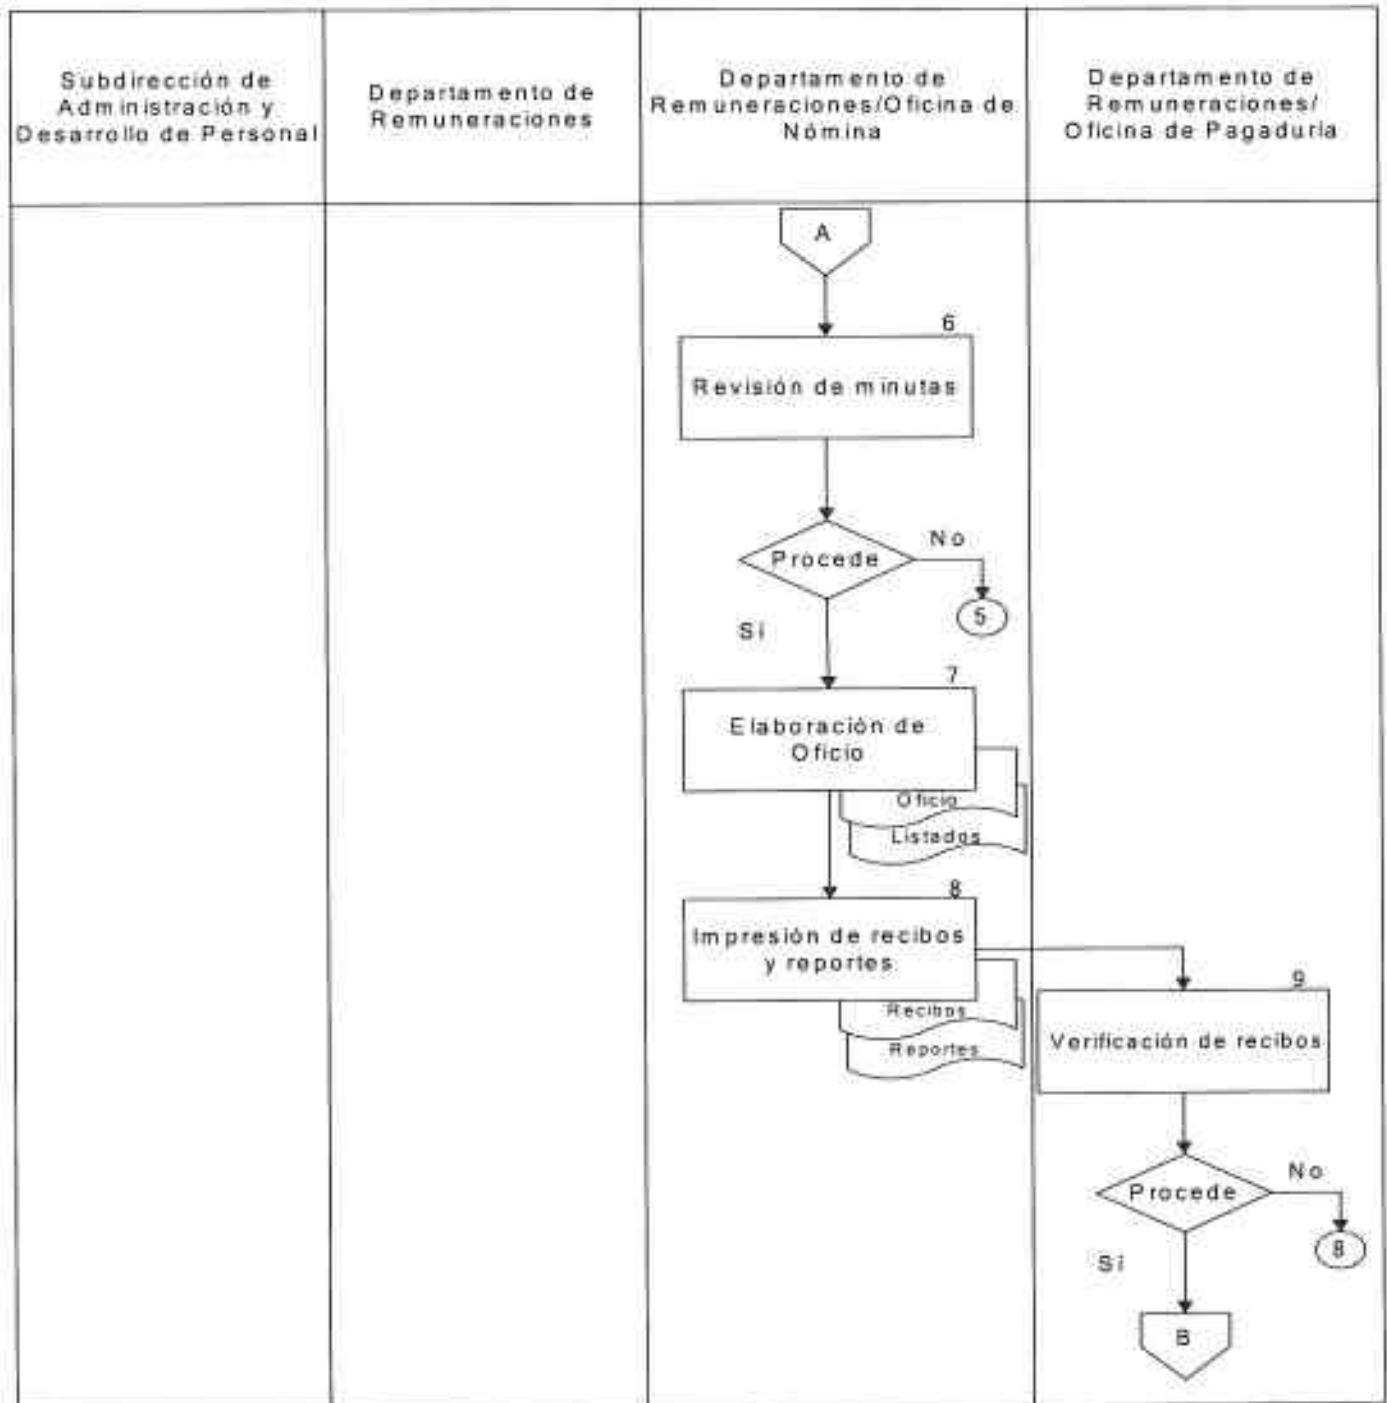 Subdirección de
Administración y
Desarrollo de Personal
Departamento de
Remuneraciones
Departamento de
Remuneraciones/Oficina de
Nómina
Departamento de
Remuneraciones/
Oficina de Pagaduría
A
6
Revisión de minutas
Procede
No
5
Sí
7
Elaboración de
Oficio
Oficio
Listados
8
Impresión de recibos
y reportes
Recibos
Reportes
9
Verificación de recibos
Procede
No
8
Sí
B